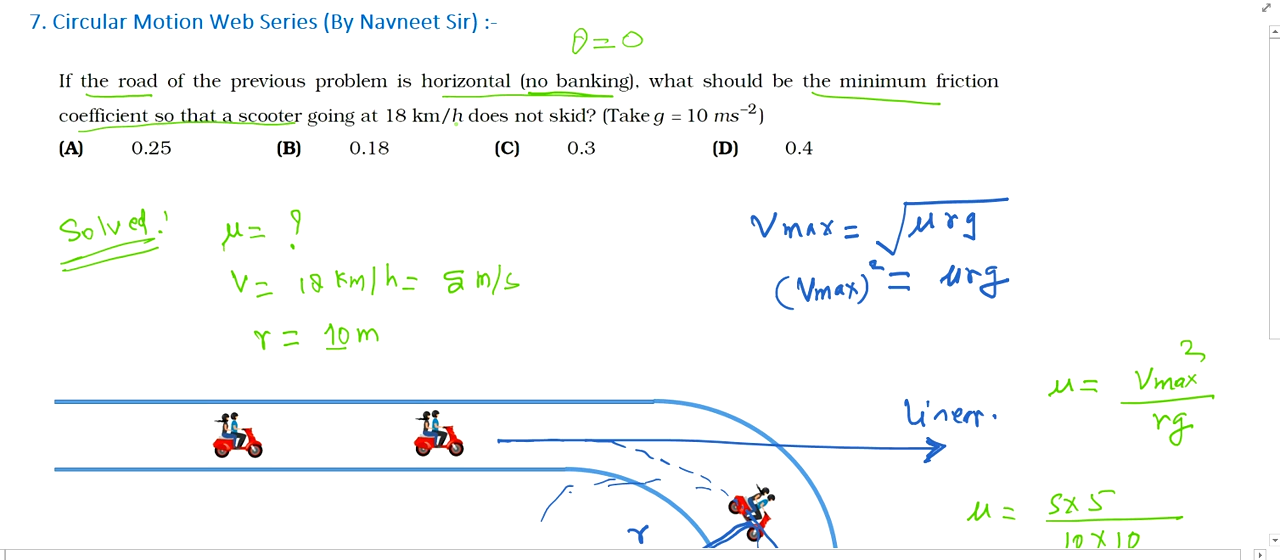 7. Circular Motion Web Series (By Navneet Sir) :-
θ = 0
If the road of the previous problem is horizontal (no banking), what should be the minimum friction
coefficient so that a scooter going at 18 km/h does not skid? (Take g = 10 ms⁻²)
(A) 0.25 (B) 0.18 (C) 0.3 (D) 0.4
Solved!
μ = ?
V = 18 km/h = 5 m/s
r = 10m
Vmax = √μrg
(Vmax)² = μrg
μ = Vmax² / rg
Linerr.
r
μ = 5 x 5 / 10 x 10